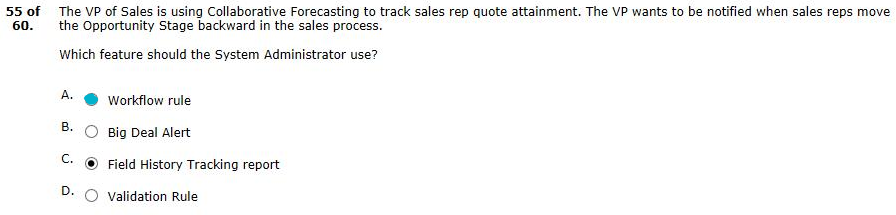 55 of The VP of Sales is using Collaborative Forecasting to track sales rep quote attainment. The VP wants to be notified when sales reps move
60. the Opportunity Stage backward in the sales process.
Which feature should the System Administrator use?
A. Workflow rule
B. Big Deal Alert
C. Field History Tracking report
D. Validation Rule